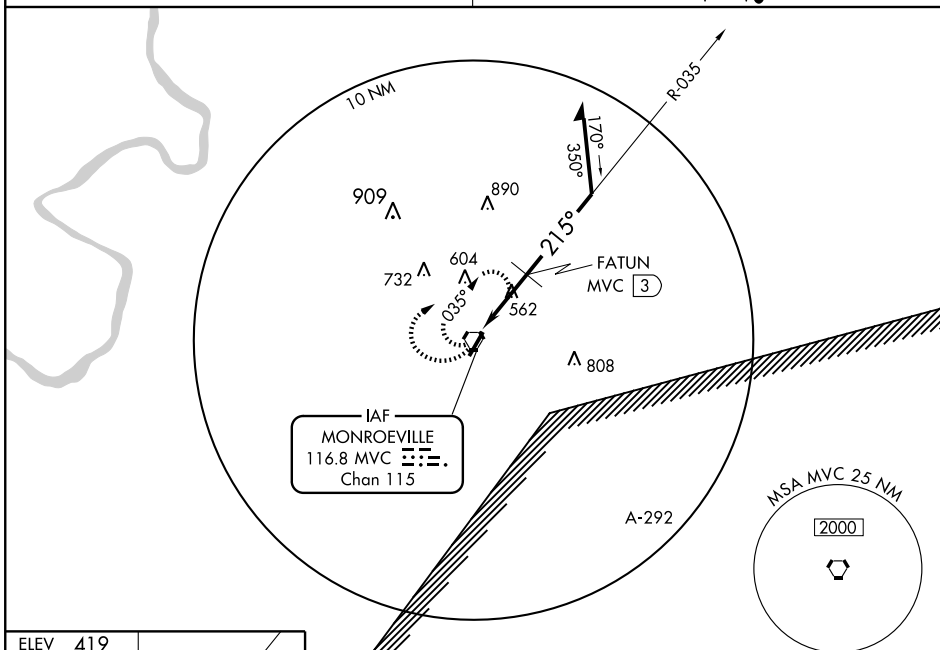 10 NM
R-035
170°
350°
909
890
215°
732
604
035°
562
FATUN
MVC 3
808
IAF
MONROEVILLE
116.8 MVC
Chan 115
A-292
MSA MVC 25 NM
2000
ELEV 419